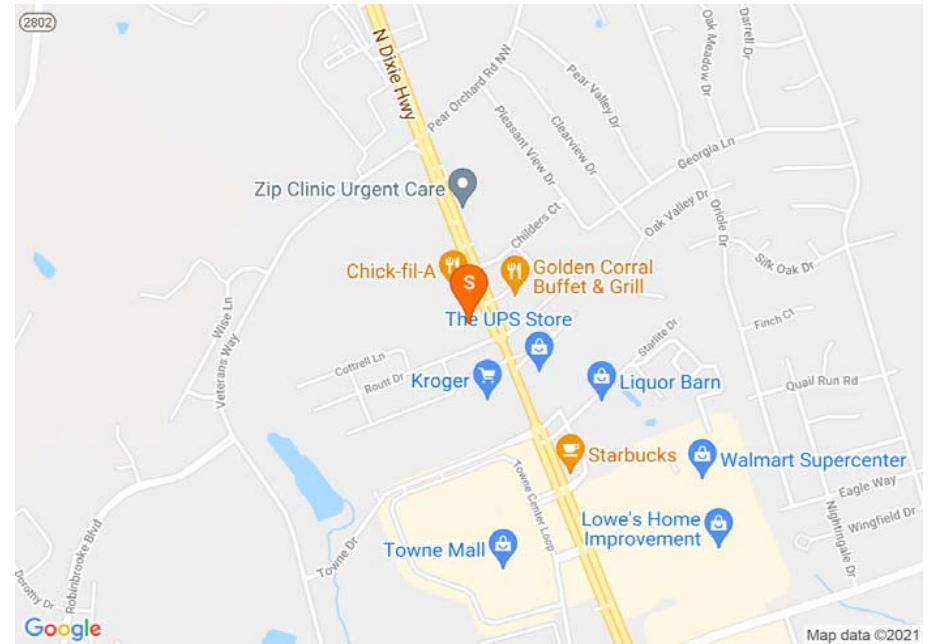 2802
N Dixie Hwy
Pear Orchard Rd NW
Oak Meadow Dr
Darrell Dr
Pear Valley Dr
Clearview Dr
Pleasant View Dr
Georgia Ln
Zip Clinic Urgent Care
Childers Ct
Oak Valley Dr
Oriole Dr
Silk Oak Dr
Chick-fil-A
S
Golden Corral
Buffet & Grill
Wise Ln
Veterans Way
The UPS Store
Finch Ct
Starlite Dr
Cottrell Ln
Routt Dr
Kroger
Liquor Barn
Quail Run Rd
Starbucks
Walmart Supercenter
Eagle Way
Towne Center Loop
Wingfield Dr
Lowe's Home
Improvement
Nightingale Dr
Towne Mall
Towne Dr
Robinbrooke Blvd
Dorothy Dr
Google
Map data ©2021